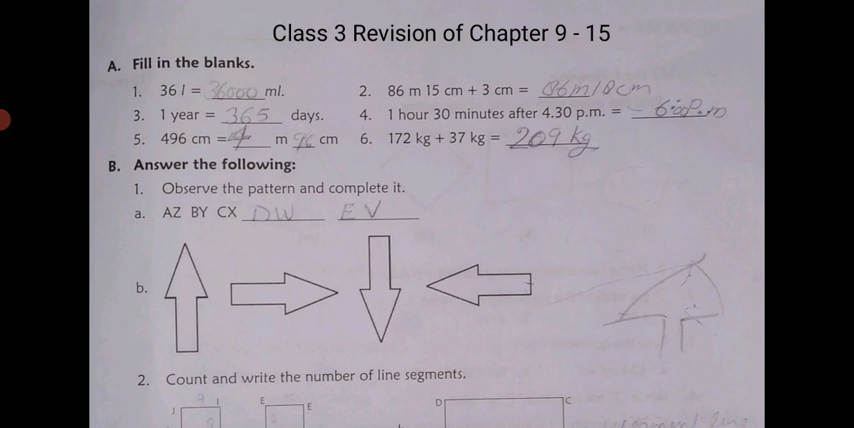 Class 3 Revision of Chapter 9 - 15
A. Fill in the blanks.
1. 36 l = 36000 ml.
2. 86 m 15 cm + 3 cm = 86m18cm
3. 1 year = 365 days.
4. 1 hour 30 minutes after 4.30 p.m. = 6:00P.m
5. 496 cm = 4 m 96 cm
6. 172 kg + 37 kg = 209 kg
B. Answer the following:
1. Observe the pattern and complete it.
a. AZ BY CX DW EV
b.
2. Count and write the number of line segments.
J I E E D C